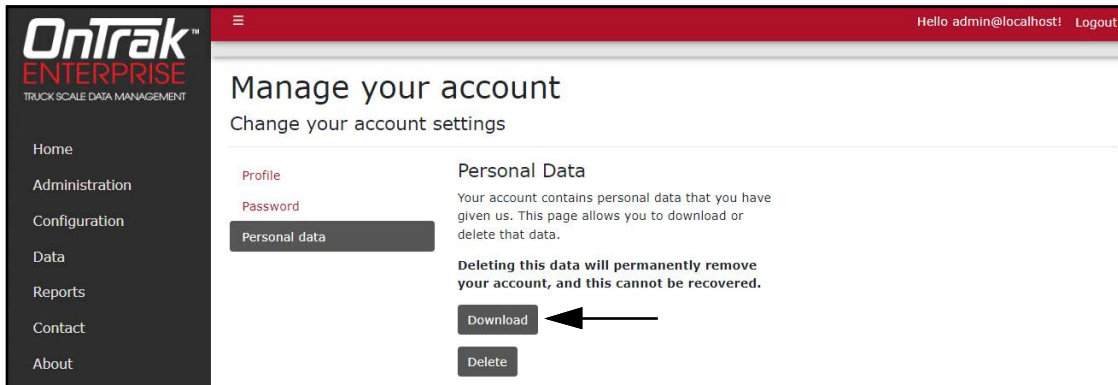 OnTrak™
ENTERPRISE
TRUCK SCALE DATA MANAGEMENT
Home
Administration
Configuration
Data
Reports
Contact
About
☰
Hello admin@localhost! Logout
Manage your account
Change your account settings
Profile
Password
Personal data
Personal Data
Your account contains personal data that you have
given us. This page allows you to download or
delete that data.
Deleting this data will permanently remove
your account, and this cannot be recovered.
Download
Delete